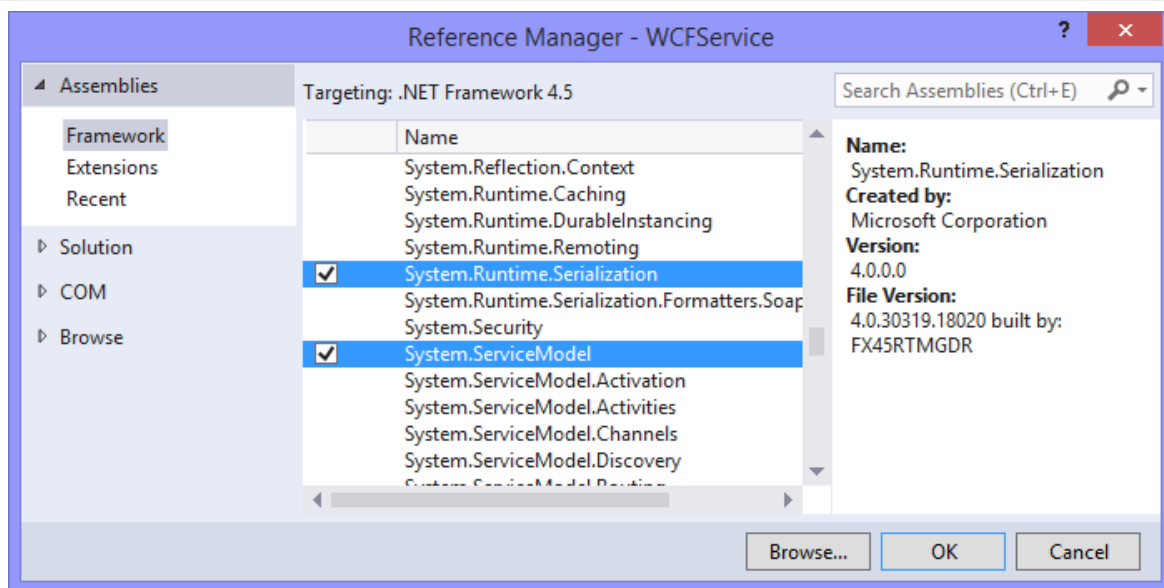 Reference Manager - WCFService
? ×
Assemblies
Framework
Extensions
Recent
Solution
COM
Browse
Targeting: .NET Framework 4.5
Search Assemblies (Ctrl+E)
Name
System.Reflection.Context
System.Runtime.Caching
System.Runtime.DurableInstancing
System.Runtime.Remoting
System.Runtime.Serialization
System.Runtime.Serialization.Formatters.Soap
System.Security
System.ServiceModel
System.ServiceModel.Activation
System.ServiceModel.Activities
System.ServiceModel.Channels
System.ServiceModel.Discovery
System.ServiceModel.Routing
Name:
System.Runtime.Serialization
Created by:
Microsoft Corporation
Version:
4.0.0.0
File Version:
4.0.30319.18020 built by:
FX45RTMGDR
Browse...
OK
Cancel